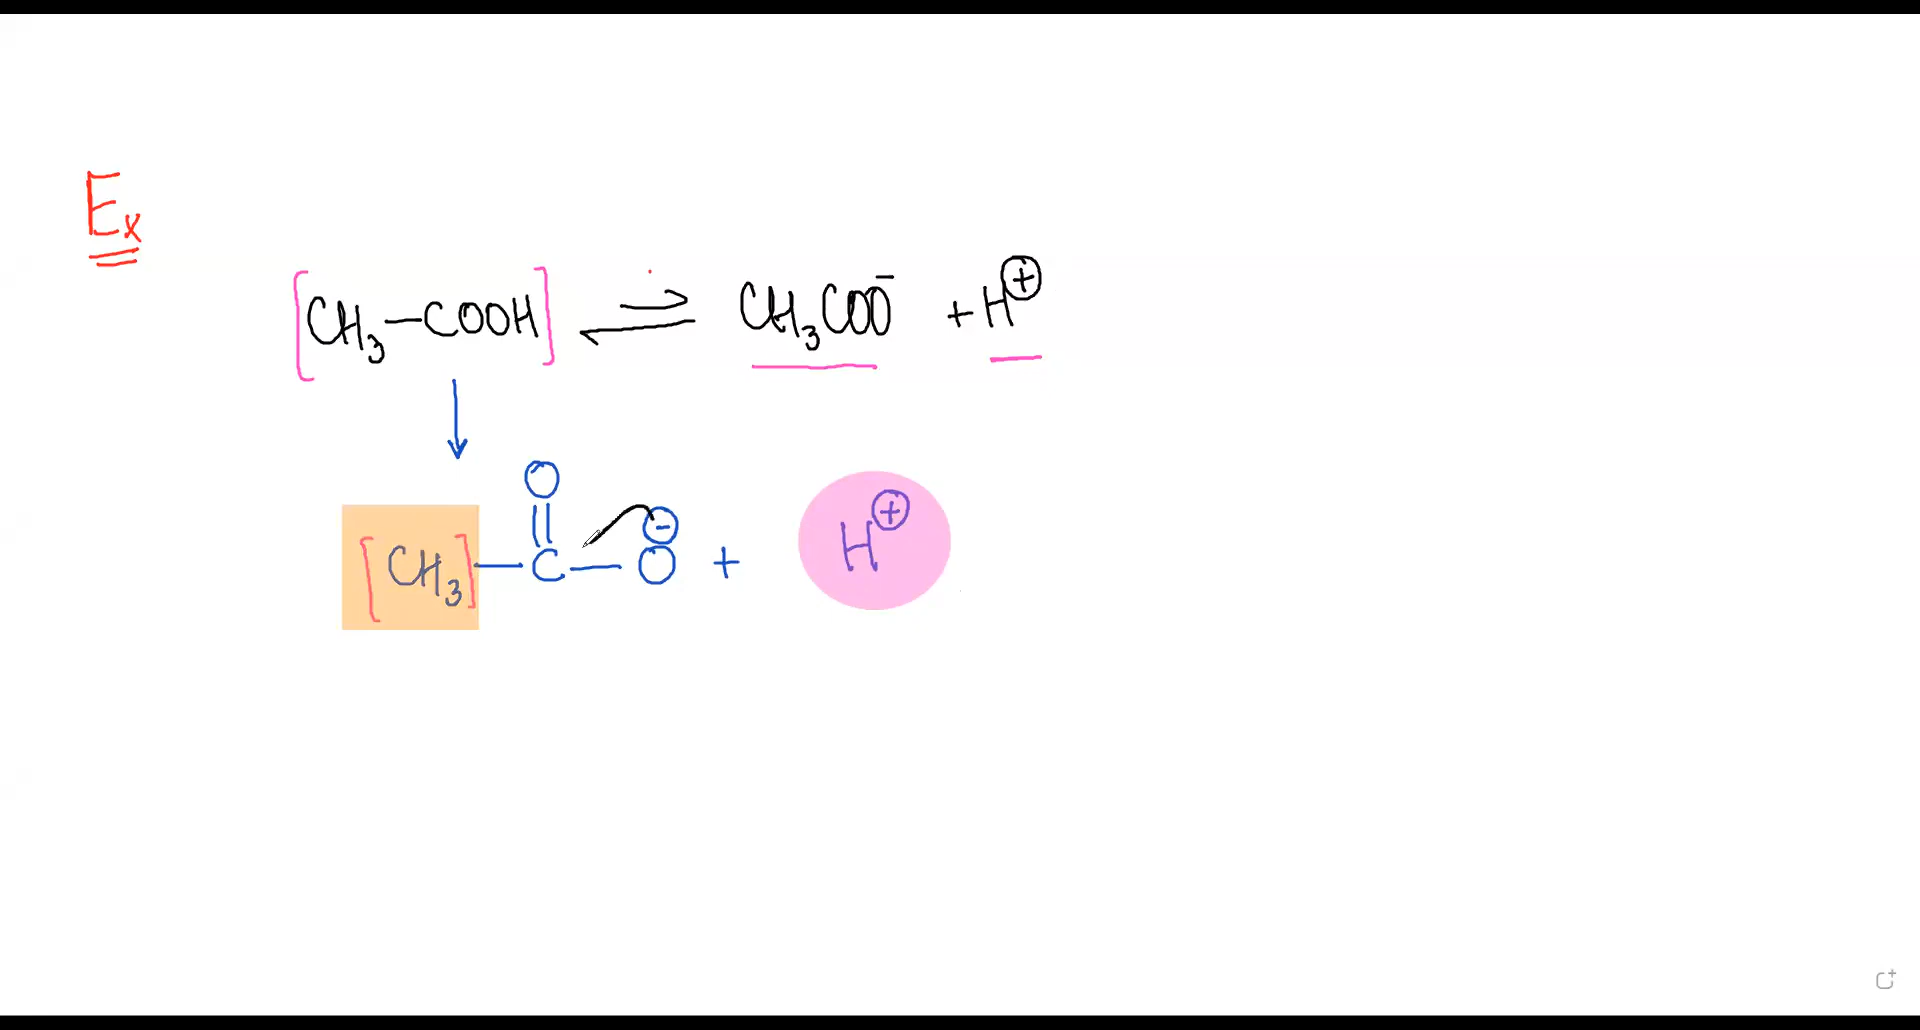 Ex
[CH₃-COOH] ⇌ CH₃COO⁻ + H⊕
O
||
[CH₃]-C-O⊖ + H⊕